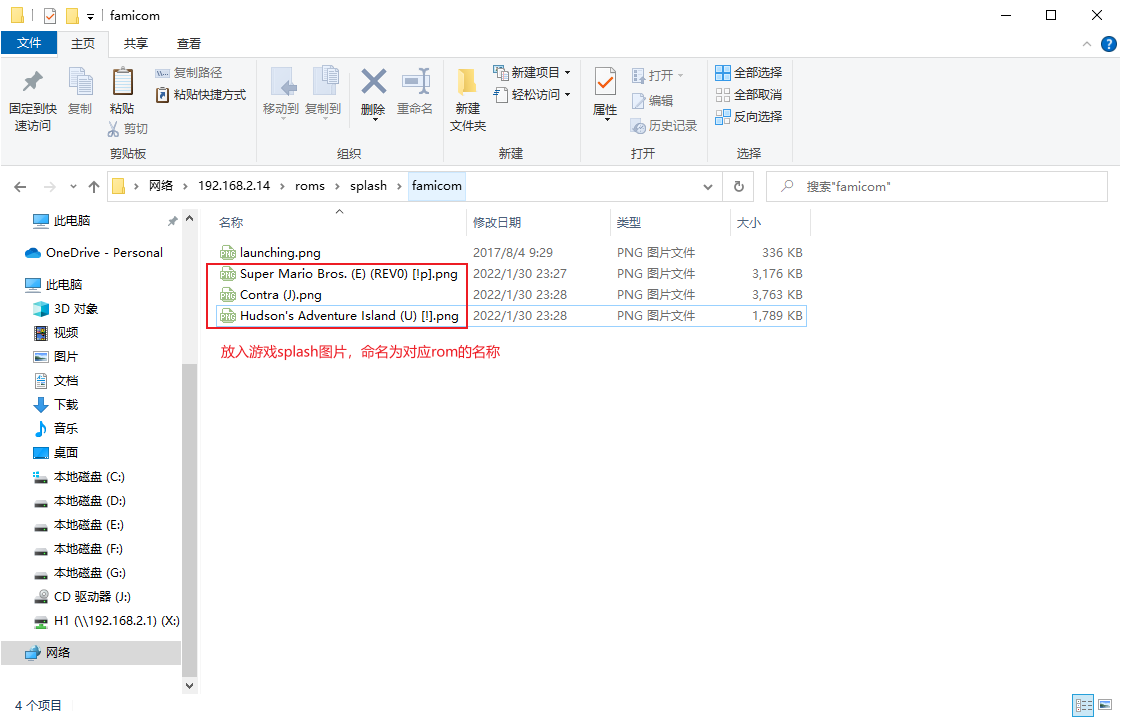 famicom
文件 主页 共享 查看
固定到快速访问
复制
粘贴
复制路径
粘贴快捷方式
剪切
移动到
复制到
删除
重命名
新建文件夹
新建项目
轻松访问
属性
打开
编辑
历史记录
全部选择
全部取消
反向选择
剪贴板 组织 新建 打开 选择
网络 192.168.2.14 roms splash famicom
搜索"famicom"
此电脑
OneDrive - Personal
此电脑
3D 对象
视频
图片
文档
下载
音乐
桌面
本地磁盘 (C:)
本地磁盘 (D:)
本地磁盘 (E:)
本地磁盘 (F:)
本地磁盘 (G:)
CD 驱动器 (J:)
H1 (\\192.168.2.1) (X:)
网络
名称 修改日期 类型 大小
launching.png 2017/8/4 9:29 PNG 图片文件 336 KB
Super Mario Bros. (E) (REV0) [!p].png 2022/1/30 23:27 PNG 图片文件 3,176 KB
Contra (J).png 2022/1/30 23:28 PNG 图片文件 3,763 KB
Hudson's Adventure Island (U) [!].png 2022/1/30 23:28 PNG 图片文件 1,789 KB
放入游戏splash图片，命名为对应rom的名称
4 个项目